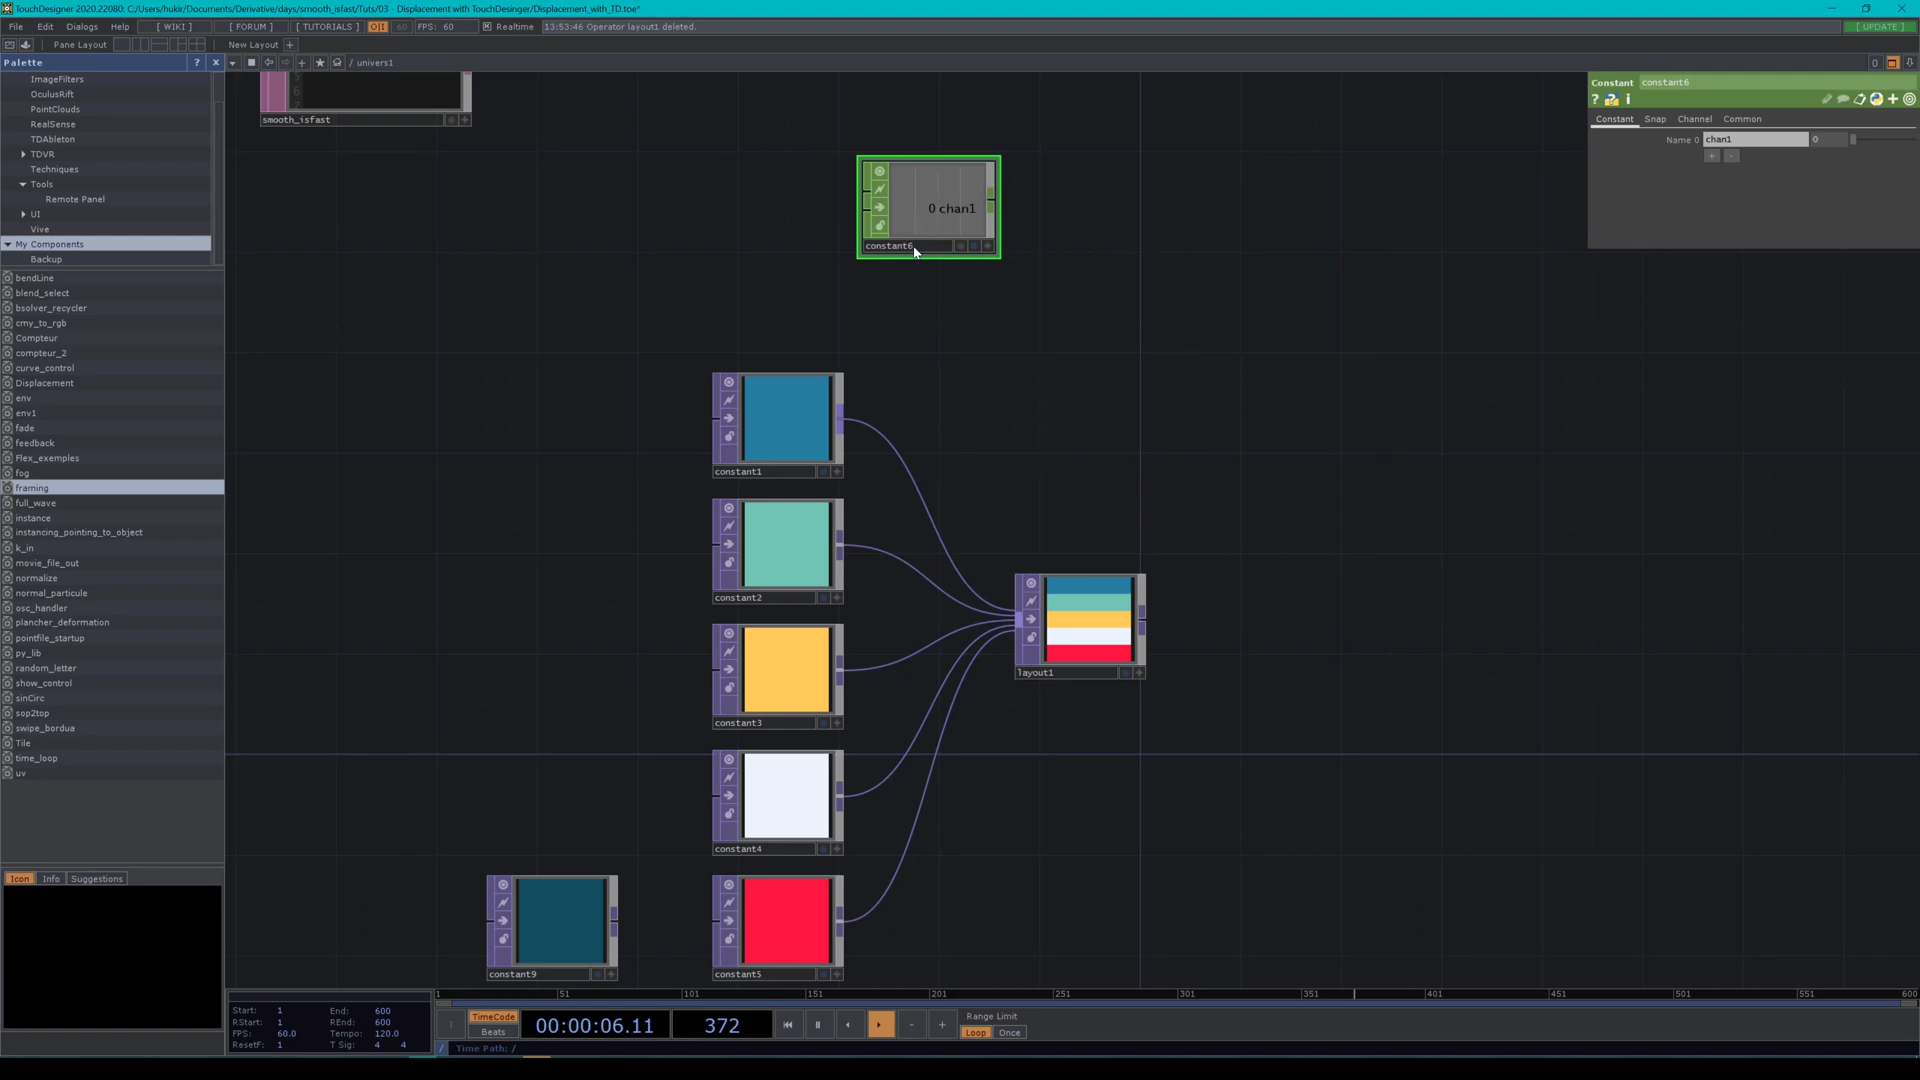 TouchDesigner 2020.22080: C:/Users/hukir/Documents/Derivative/days/smooth_isfast/Tuts/03 - Displacement with TouchDesinger/Displacement_with_TD.toe*
File Edit Dialogs Help [ WIKI ] [ FORUM ] [ TUTORIALS ] O|I 60 FPS: 60 Realtime 13:53:46 Operator layout1 deleted. [ UPDATE ]
Pane Layout New Layout +
Palette ? x / univers1 0
ImageFilters
OculusRift
PointClouds
RealSense
TDAbleton
TDVR
Techniques
Tools
Remote Panel
UI
Vive
My Components
Backup
bendLine
blend_select
bsolver_recycler
cmy_to_rgb
Compteur
compteur_2
curve_control
Displacement
env
env1
fade
feedback
Flex_examples
fog
framing
full_wave
instance
instancing_pointing_to_object
k_in
movie_file_out
normalize
normal_particule
osc_handler
plancher_deformation
pointfile_startup
py_lib
random_letter
show_control
sinCirc
sop2top
swipe_bordua
Tile
time_loop
uv
Icon Info Suggestions
5
6
7
smooth_isfast
0 chan1
constant6
constant1
constant2
constant3
constant4
constant5
constant9
layout1
Constant constant6
? i
Constant Snap Channel Common
Name 0 chan1 0
+ -
1 51 101 151 201 251 301 351 401 451 501 551 600
Start: 1 End: 600
RStart: 1 REnd: 600
FPS: 60.0 Tempo: 120.0
ResetF: 1 T Sig: 4 4
TimeCode
Beats
00:00:06.11 372
- +
Range Limit
Loop Once
/ Time Path: /